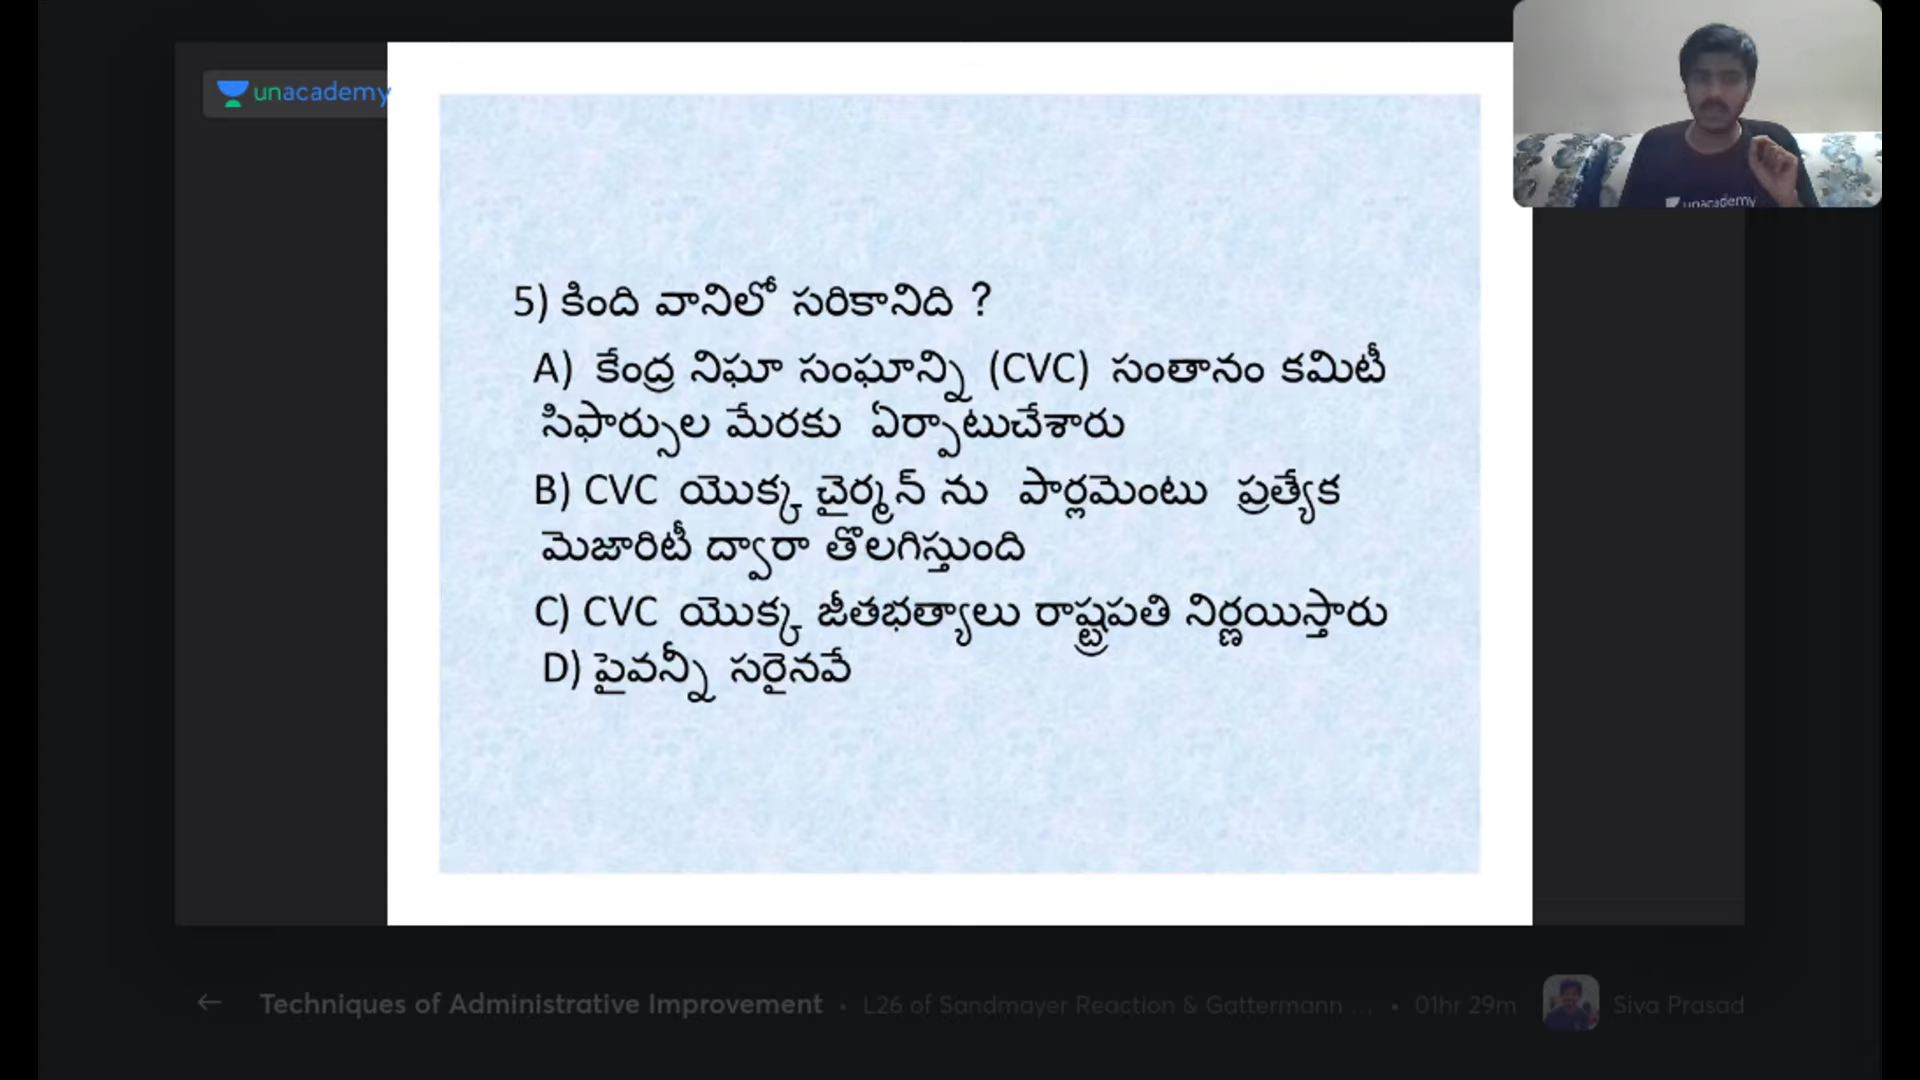 unacademy
5) కింది వానిలో సరికానిది ?
A) కేంద్ర నిఘా సంఘాన్ని (CVC) సంతానం కమిటీ
సిఫార్సుల మేరకు ఏర్పాటుచేశారు
B) CVC యొక్క చైర్మన్ ను పార్లమెంటు ప్రత్యేక
మెజారిటీ ద్వారా తొలగిస్తుంది
C) CVC యొక్క జీతభత్యాలు రాష్ట్రపతి నిర్ణయిస్తారు
D) పైవన్నీ సరైనవే
unacademy
Techniques of Administrative Improvement • L26 of Sandmayer Reaction & Gattermann ... • 01hr 29m Siva Prasad